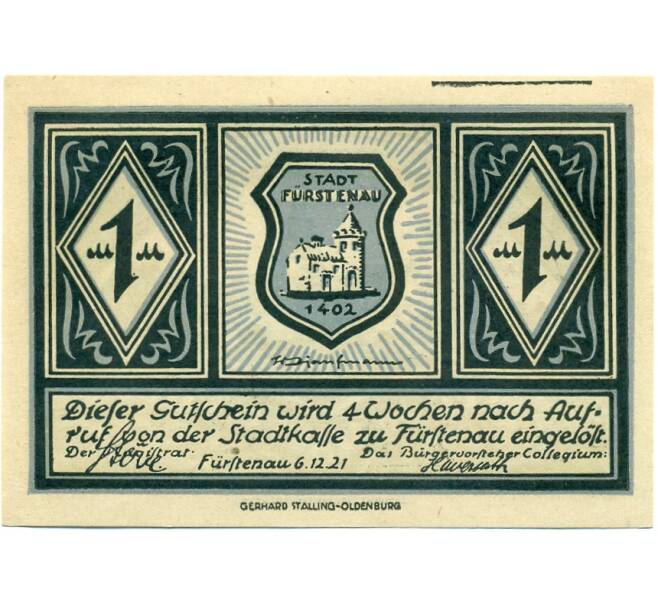 STADT
FÜRSTENAU
1 1
M M M M
1402
Dieser Gutschein wird 4 Wochen nach Auf-
ruf von der Stadtkasse zu Fürstenau eingelöst.
Der Magistrat Das Bürgervorsteher Collegium:
Fürstenau 6.12.21
GERHARD STALLING-OLDENBURG